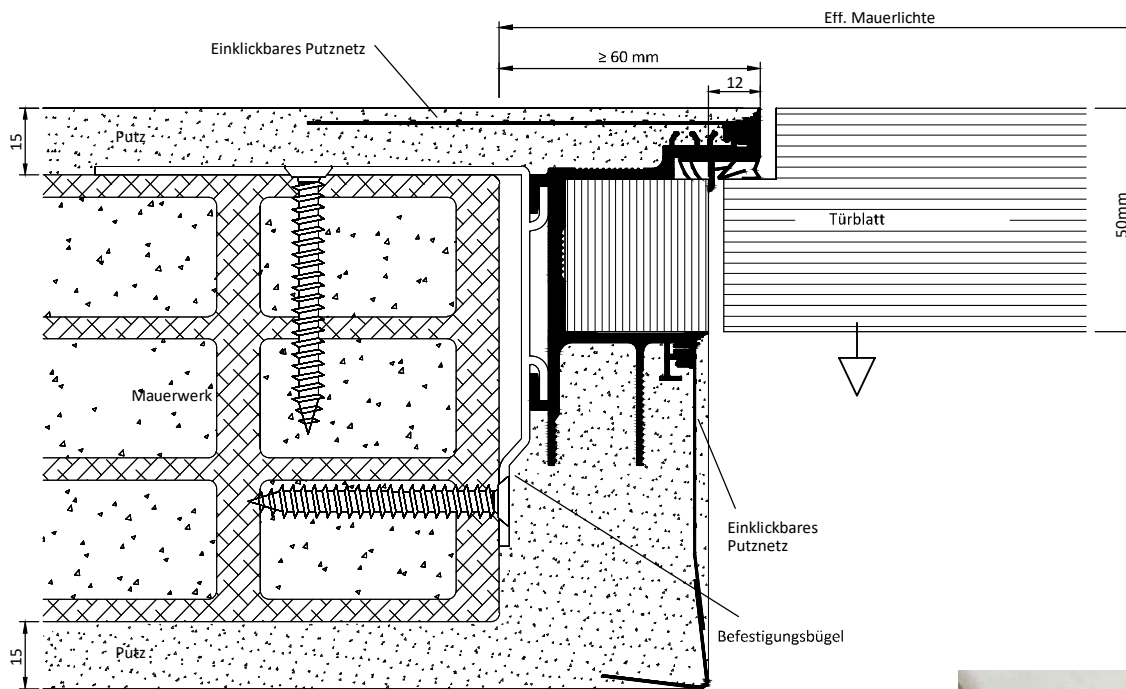 Eff. Mauerlichte
Einklickbares Putznetz
≥ 60 mm
12
15
Putz
50mm
Türblatt
Mauerwerk
Einklickbares
Putznetz
Befestigungsbügel
15
Putz